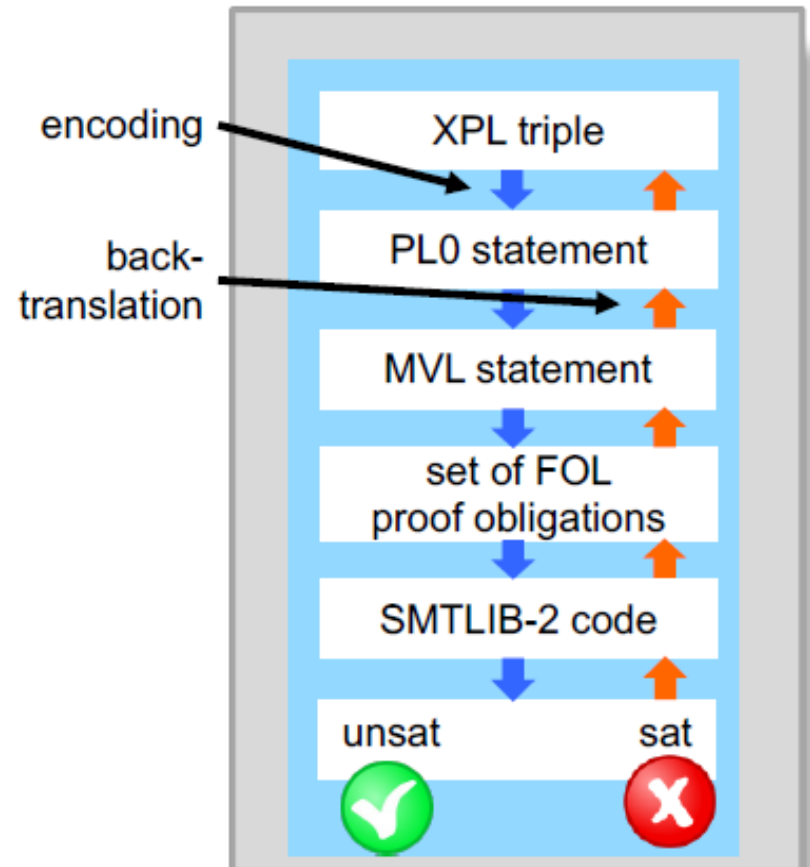 encoding
XPL triple
PL0 statement
back-
translation
MVL statement
set of FOL
proof obligations
SMTLIB-2 code
unsat
sat